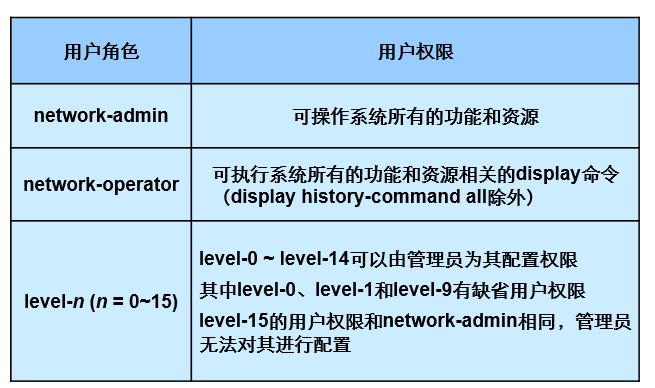 用户角色
用户权限
network-admin
可操作系统所有的功能和资源
network-operator
可执行系统所有的功能和资源相关的display命令
（display history-command all除外）
level-n (n = 0~15)
level-0 ~ level-14可以由管理员为其配置权限
其中level-0、level-1和level-9有缺省用户权限
level-15的用户权限和network-admin相同，管理员
无法对其进行配置